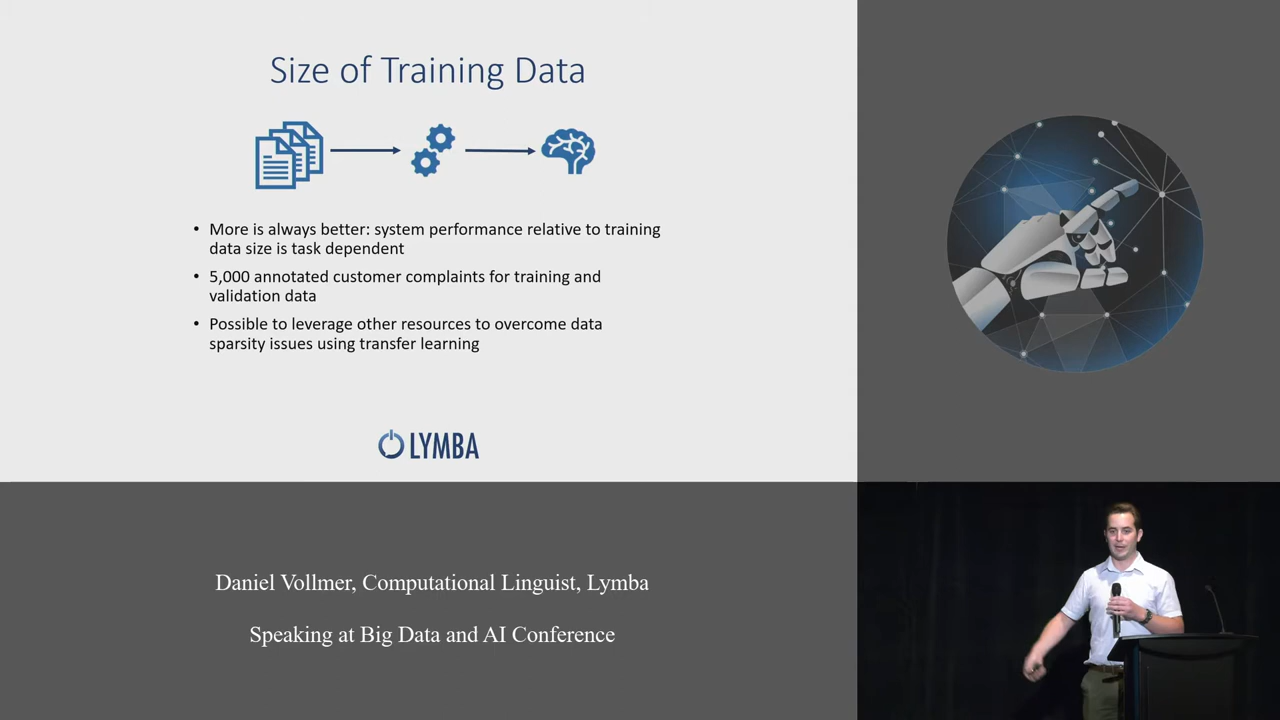 Size of Training Data
• More is always better: system performance relative to training
data size is task dependent
• 5,000 annotated customer complaints for training and
validation data
• Possible to leverage other resources to overcome data
sparsity issues using transfer learning
LYMBA
Daniel Vollmer, Computational Linguist, Lymba
Speaking at Big Data and AI Conference